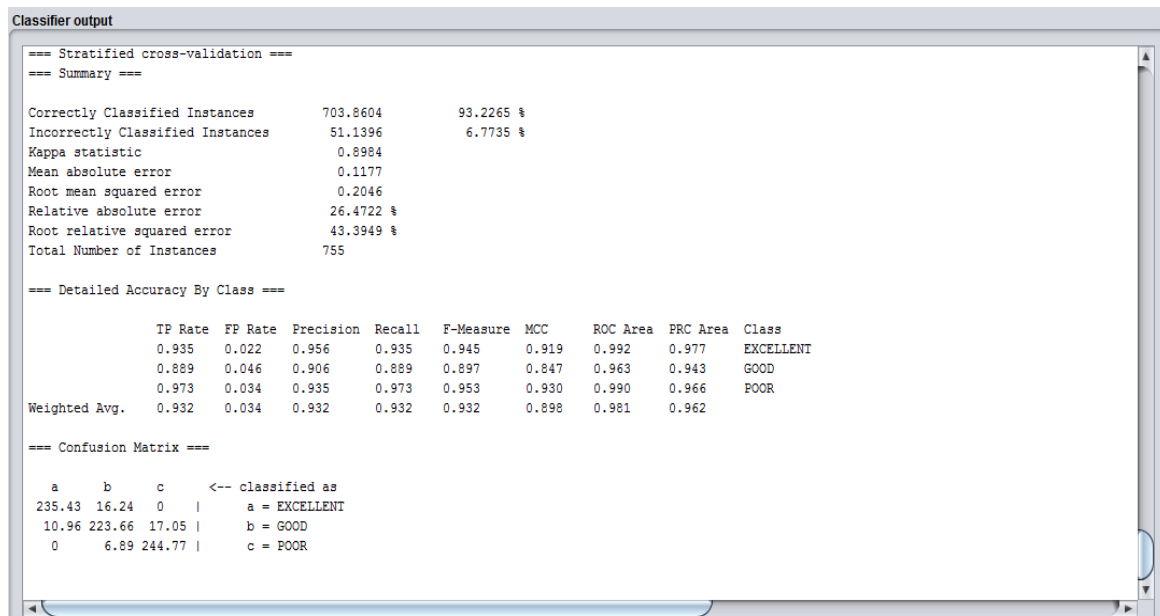 Classifier output
=== Stratified cross-validation ===
=== Summary ===
Correctly Classified Instances 703.8604 93.2265 %
Incorrectly Classified Instances 51.1396 6.7735 %
Kappa statistic 0.8984
Mean absolute error 0.1177
Root mean squared error 0.2046
Relative absolute error 26.4722 %
Root relative squared error 43.3949 %
Total Number of Instances 755
=== Detailed Accuracy By Class ===
TP Rate FP Rate Precision Recall F-Measure MCC ROC Area PRC Area Class
0.935 0.022 0.956 0.935 0.945 0.919 0.992 0.977 EXCELLENT
0.889 0.046 0.906 0.889 0.897 0.847 0.963 0.943 GOOD
0.973 0.034 0.935 0.973 0.953 0.930 0.990 0.966 POOR
Weighted Avg. 0.932 0.034 0.932 0.932 0.932 0.898 0.981 0.962
=== Confusion Matrix ===
a b c <-- classified as
235.43 16.24 0 | a = EXCELLENT
10.96 223.66 17.05 | b = GOOD
0 6.89 244.77 | c = POOR